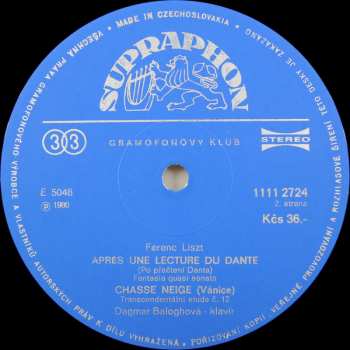 MADE IN CZECHOSLOVAKIA • VŠECHNA PRÁVA GRAMOFONOVÉHO VÝROBCE A VLASTNÍKŮ AUTORSKÝCH PRÁV K DÍLU VYHRAŽENA • POŘIZOVÁNÍ KOPIÍ • VEŘEJNÉ PROVOZOVÁNÍ A ROZHLASOVÉ ŠÍŘENÍ TÉTO DESKY JE ZAKÁZÁNO
SUPRAPHON
33
GRAMOFONOVÝ KLUB
STEREO
E 5046
Ⓟ 1980
1111 2724
2. strana
Kčs 36,-
Ferenc Liszt
APRES UNE LECTURE DU DANTE
(Po přečtení Danta)
Fantasia quasi sonata
CHASSE NEIGE (Vánice)
Transcendentální etuda č. 12
Dagmar Baloghová - klavír